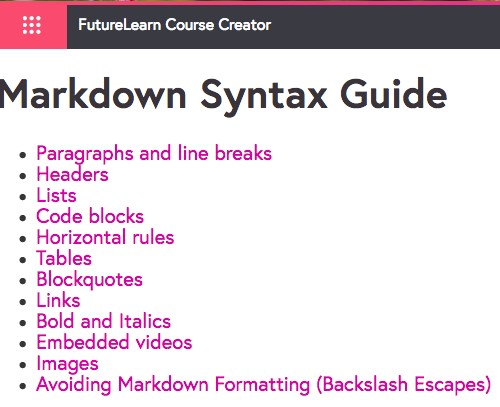 FutureLearn Course Creator
Markdown Syntax Guide
Paragraphs and line breaks
Headers
Lists
Code blocks
Horizontal rules
Tables
Blockquotes
Links
Bold and Italics
Embedded videos
Images
Avoiding Markdown Formatting (Backslash Escapes)